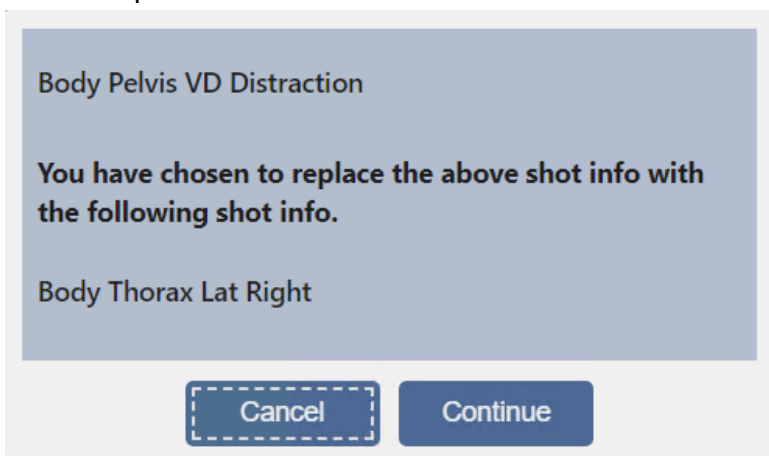 Body Pelvis VD Distraction
You have chosen to replace the above shot info with
the following shot info.
Body Thorax Lat Right
Cancel Continue